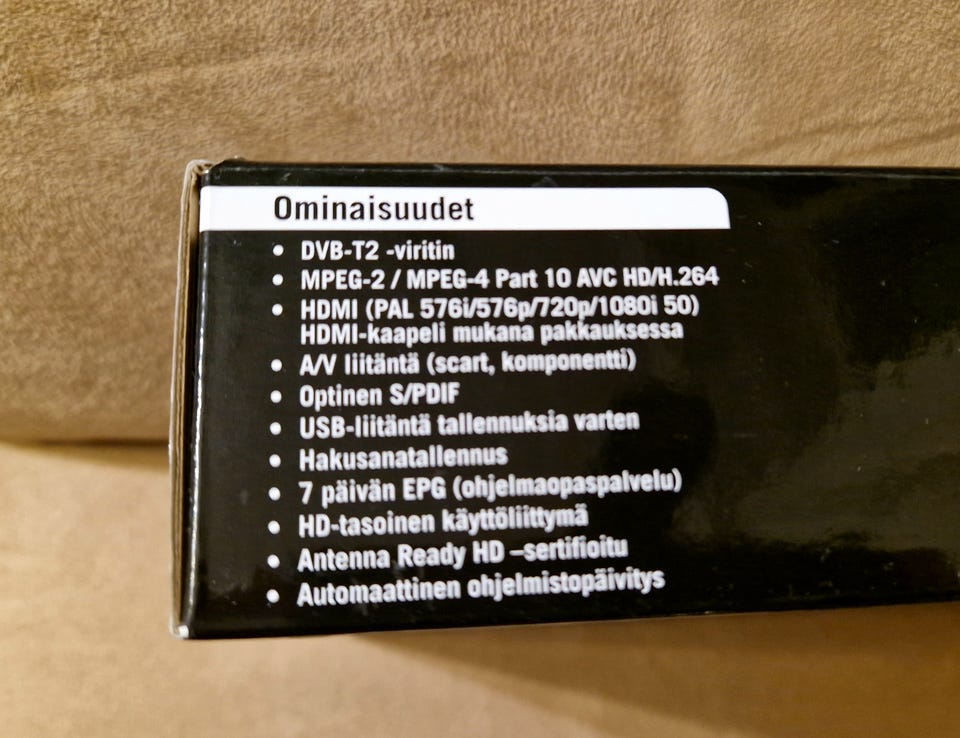 Ominaisuudet
• DVB-T2 -viritin
• MPEG-2 / MPEG-4 Part 10 AVC HD/H.264
• HDMI (PAL 576i/576p/720p/1080i 50)
HDMI-kaapeli mukana pakkauksessa
• A/V liitäntä (scart, komponentti)
• Optinen S/PDIF
• USB-liitäntä tallennuksia varten
• Hakusanatallennus
• 7 päivän EPG (ohjelmaopaspalvelu)
• HD-tasoinen käyttöliittymä
• Antenna Ready HD –sertifioitu
• Automaattinen ohjelmistopäivitys